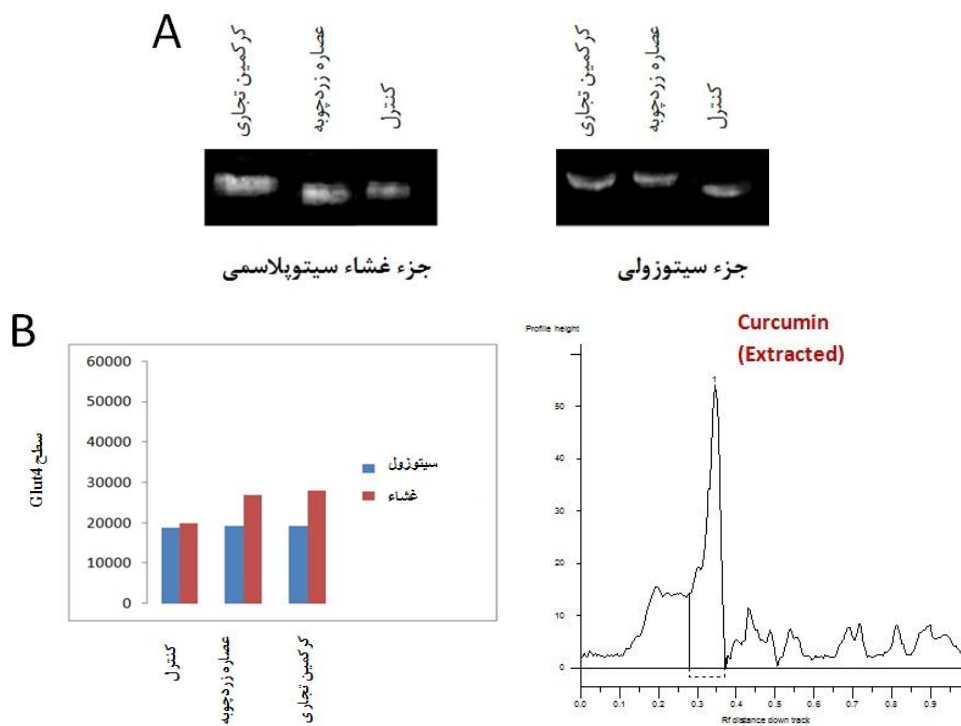 A
کرکمین تجاری
عصاره زردچوبه
کنترل
کرکمین تجاری
عصاره زردچوبه
کنترل
جزء غشاء سیتوپلاسمی
جزء سیتوزولی
B
60000
50000
40000
30000
20000
10000
0
سطح Glut4
سیتوزول
غشاء
کنترل
عصاره زردچوبه
کرکمین تجاری
Profile height
Curcumin
(Extracted)
1
50
40
30
20
10
0
0.0 0.1 0.2 0.3 0.4 0.5 0.6 0.7 0.8 0.9
Rf distance down track